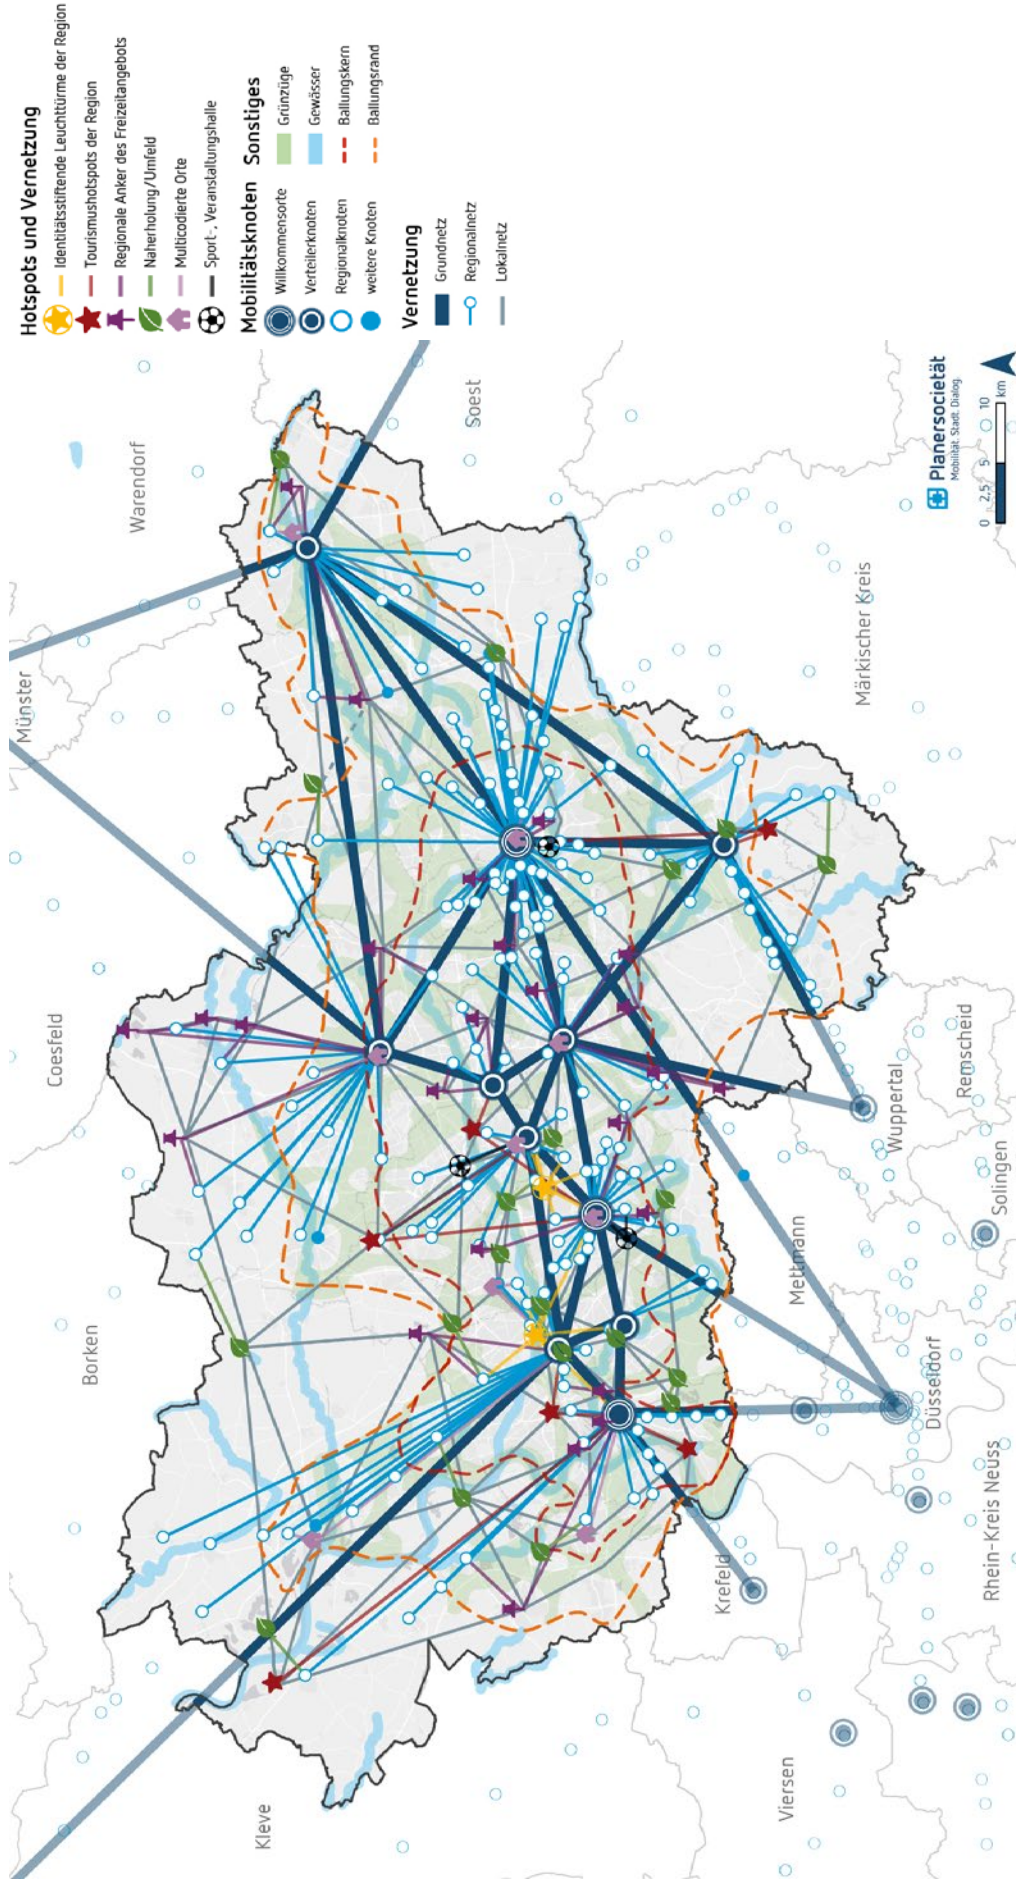 Hotspots und Vernetzung
Identitätsstiftende Leuchttürme der Region
Tourismushotspots der Region
Regionale Anker des Freizeitangebots
Naherholung/Umfeld
Multicodierte Orte
Sport-, Veranstaltungshalle
Mobilitätsknoten
Willkommensorte
Verteilerknoten
Regionalknoten
weitere Knoten
Sonstiges
Grünzüge
Gewässer
Ballungskern
Ballungsrand
Vernetzung
Grundnetz
Regionalnetz
Lokalnetz
Kleve
Borken
Coesfeld
Münster
Warendorf
Soest
Märkischer Kreis
Viersen
Krefeld
Rhein-Kreis Neuss
Düsseldorf
Mettmann
Solingen
Wuppertal
Remscheid
Planersocietät
Mobilität. Stadt. Dialog.
0 2,5 5 10
km